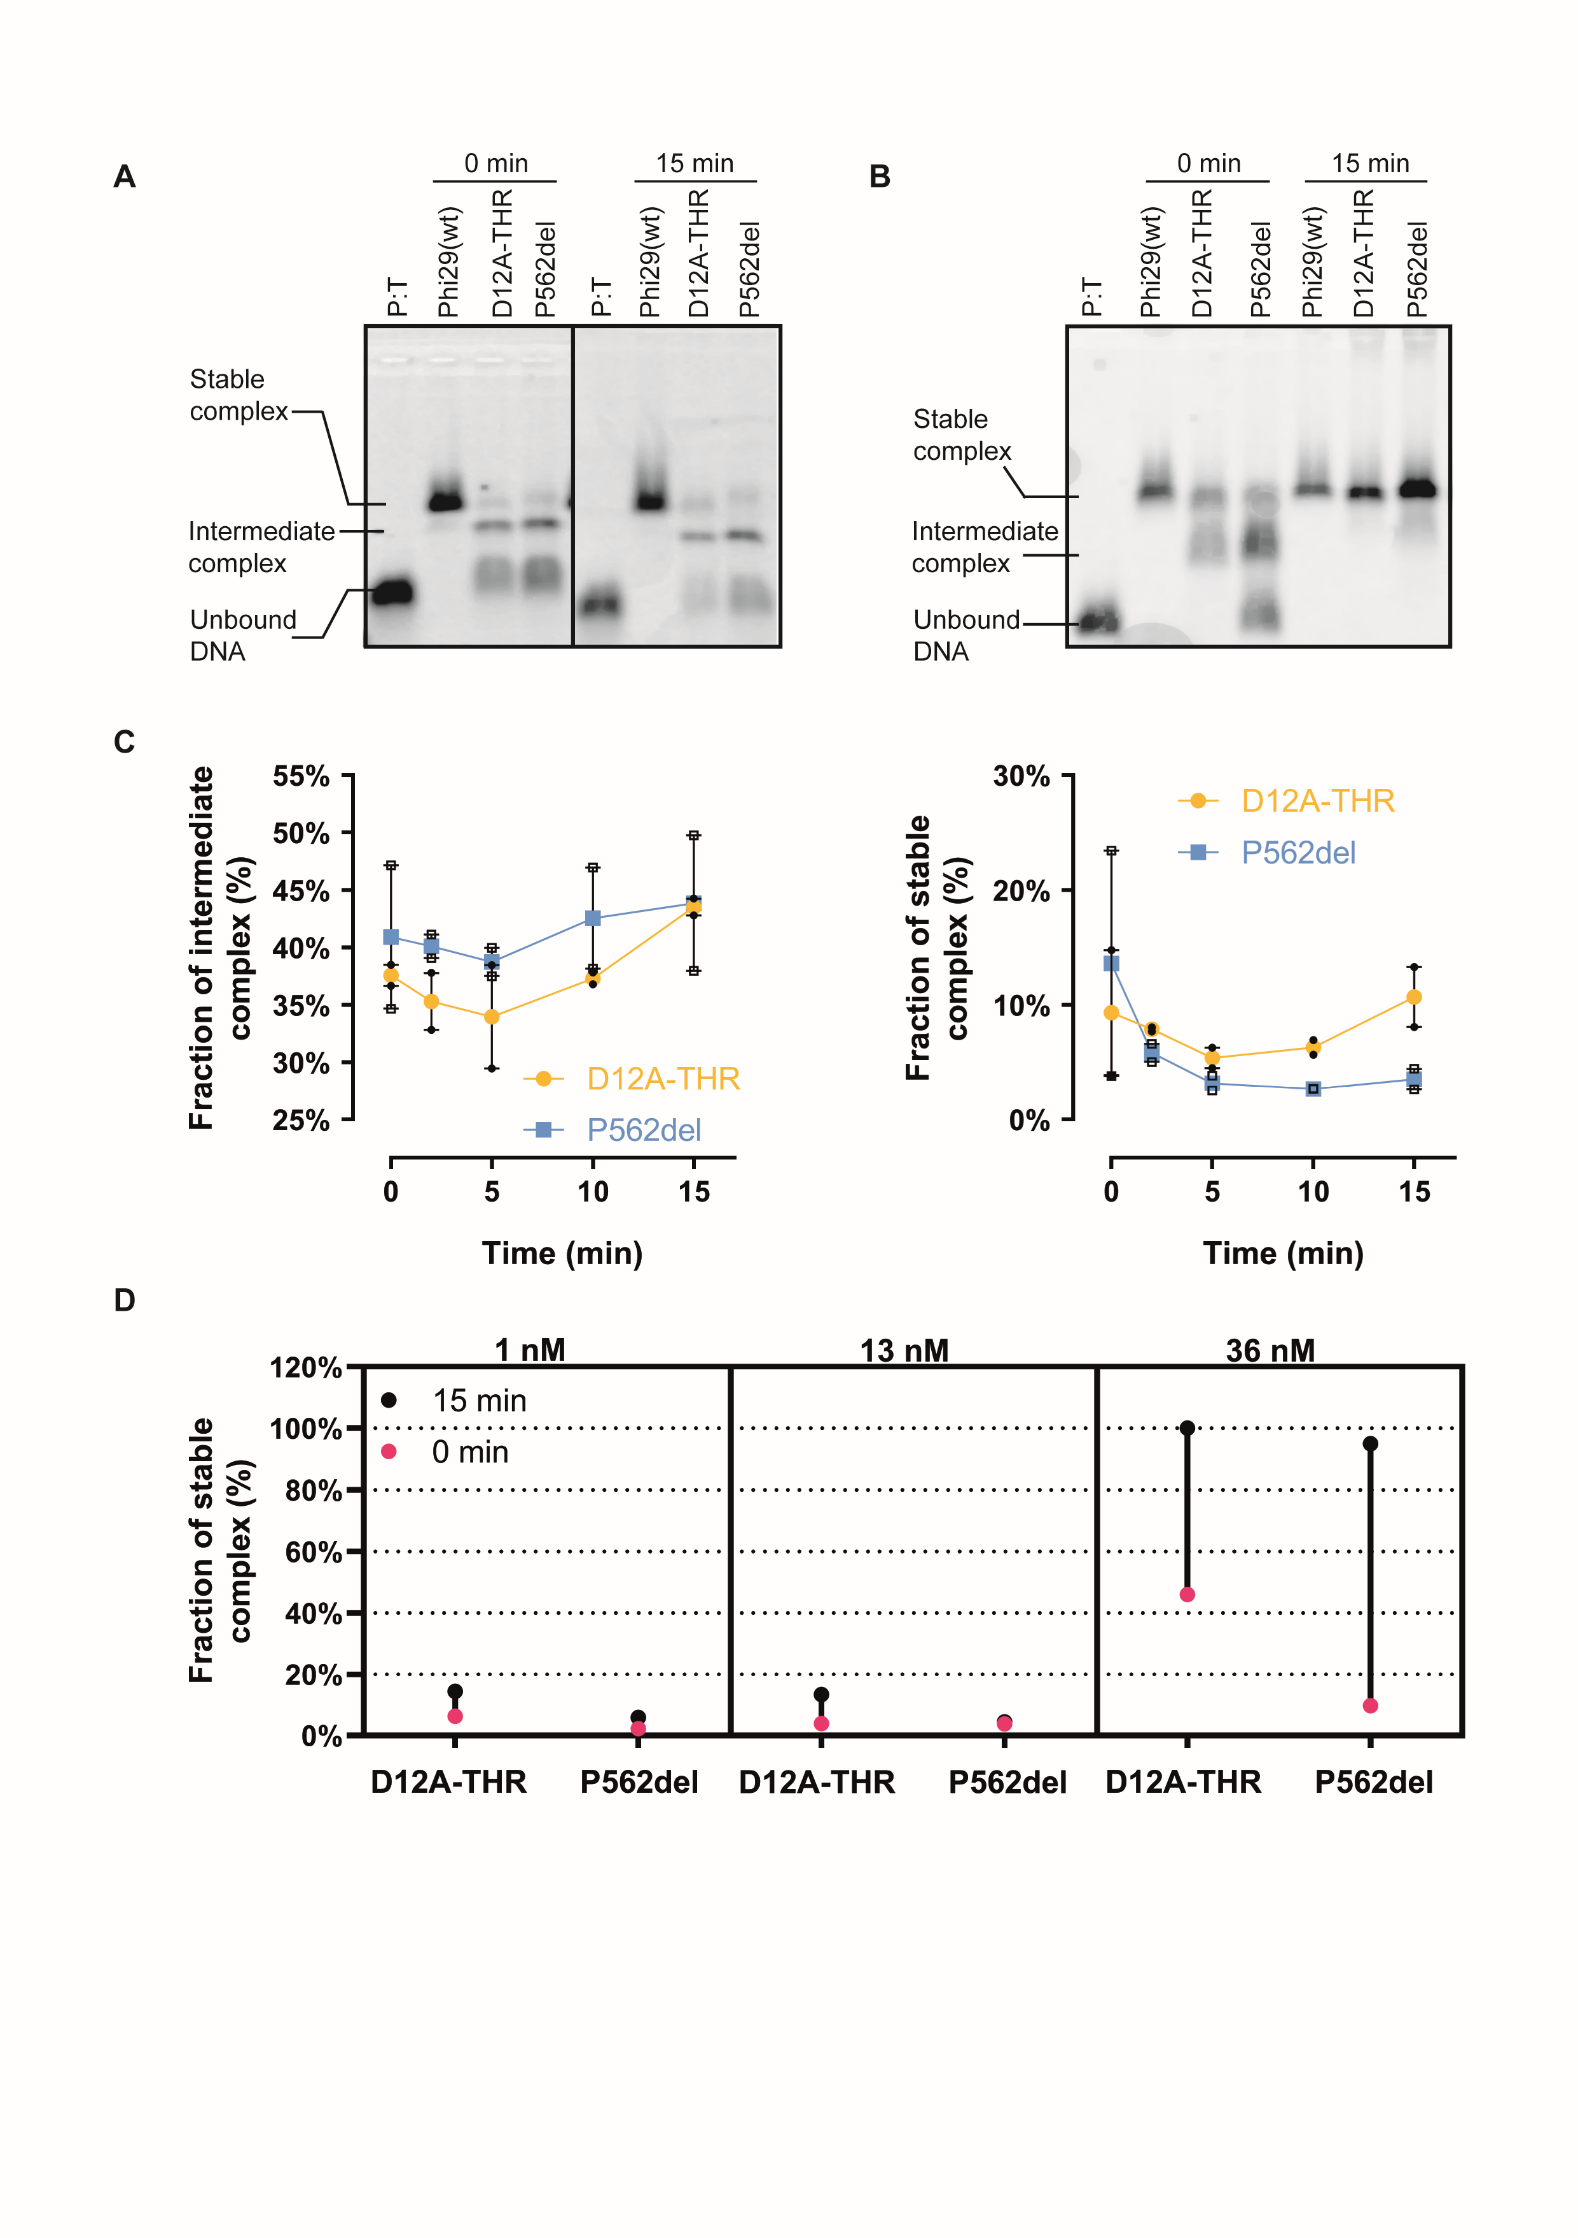 A
0 min
15 min
P:T
Phi29(wt)
D12A-THR
P562del
P:T
Phi29(wt)
D12A-THR
P562del
Stable
complex
Intermediate
complex
Unbound
DNA
B
0 min
15 min
P:T
Phi29(wt)
D12A-THR
P562del
Phi29(wt)
D12A-THR
P562del
Stable
complex
Intermediate
complex
Unbound
DNA
C
Fraction of intermediate
complex (%)
55%
50%
45%
40%
35%
30%
25%
D12A-THR
P562del
0 5 10 15
Time (min)
Fraction of stable
complex (%)
30%
20%
10%
0%
D12A-THR
P562del
0 5 10 15
Time (min)
D
1 nM 13 nM 36 nM
Fraction of stable
complex (%)
120%
100%
80%
60%
40%
20%
0%
15 min
0 min
D12A-THR P562del D12A-THR P562del D12A-THR P562del